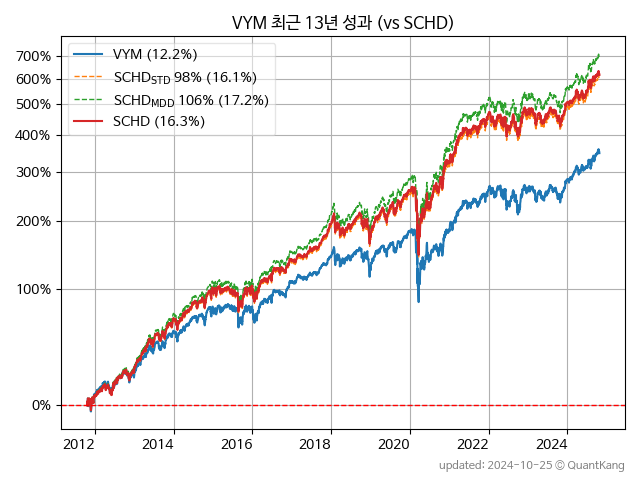 VYM 최근 13년 성과 (vs SCHD)
VYM (12.2%)
SCHD_STD 98% (16.1%)
SCHD_MDD 106% (17.2%)
SCHD (16.3%)
700%
600%
500%
400%
300%
200%
100%
0%
2012 2014 2016 2018 2020 2022 2024
updated: 2024-10-25 © QuantKang